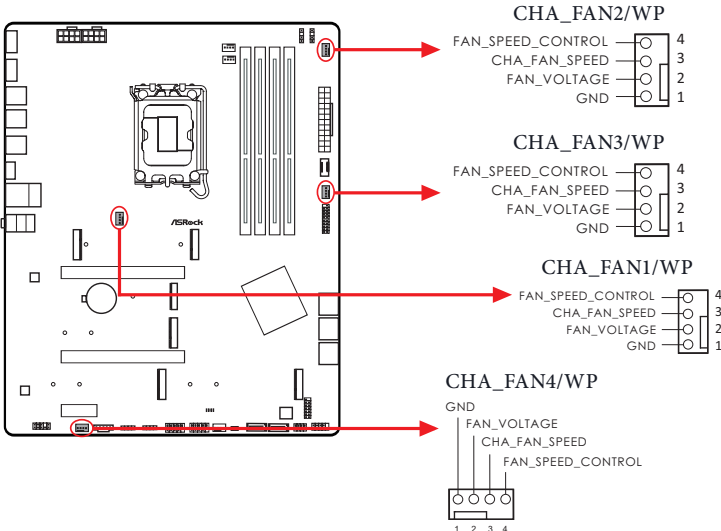 CHA_FAN2/WP
FAN_SPEED_CONTROL 4
CHA_FAN_SPEED 3
FAN_VOLTAGE 2
GND 1
CHA_FAN3/WP
FAN_SPEED_CONTROL 4
CHA_FAN_SPEED 3
FAN_VOLTAGE 2
GND 1
ASRock
CHA_FAN1/WP
FAN_SPEED_CONTROL 4
CHA_FAN_SPEED 3
FAN_VOLTAGE 2
GND 1
CHA_FAN4/WP
GND
FAN_VOLTAGE
CHA_FAN_SPEED
FAN_SPEED_CONTROL
1 2 3 4